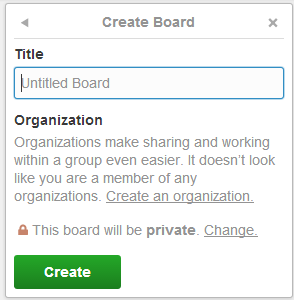 Create Board
Title
Untitled Board
Organization
Organizations make sharing and working
within a group even easier. It doesn't look
like you are a member of any
organizations. Create an organization.
This board will be private. Change.
Create